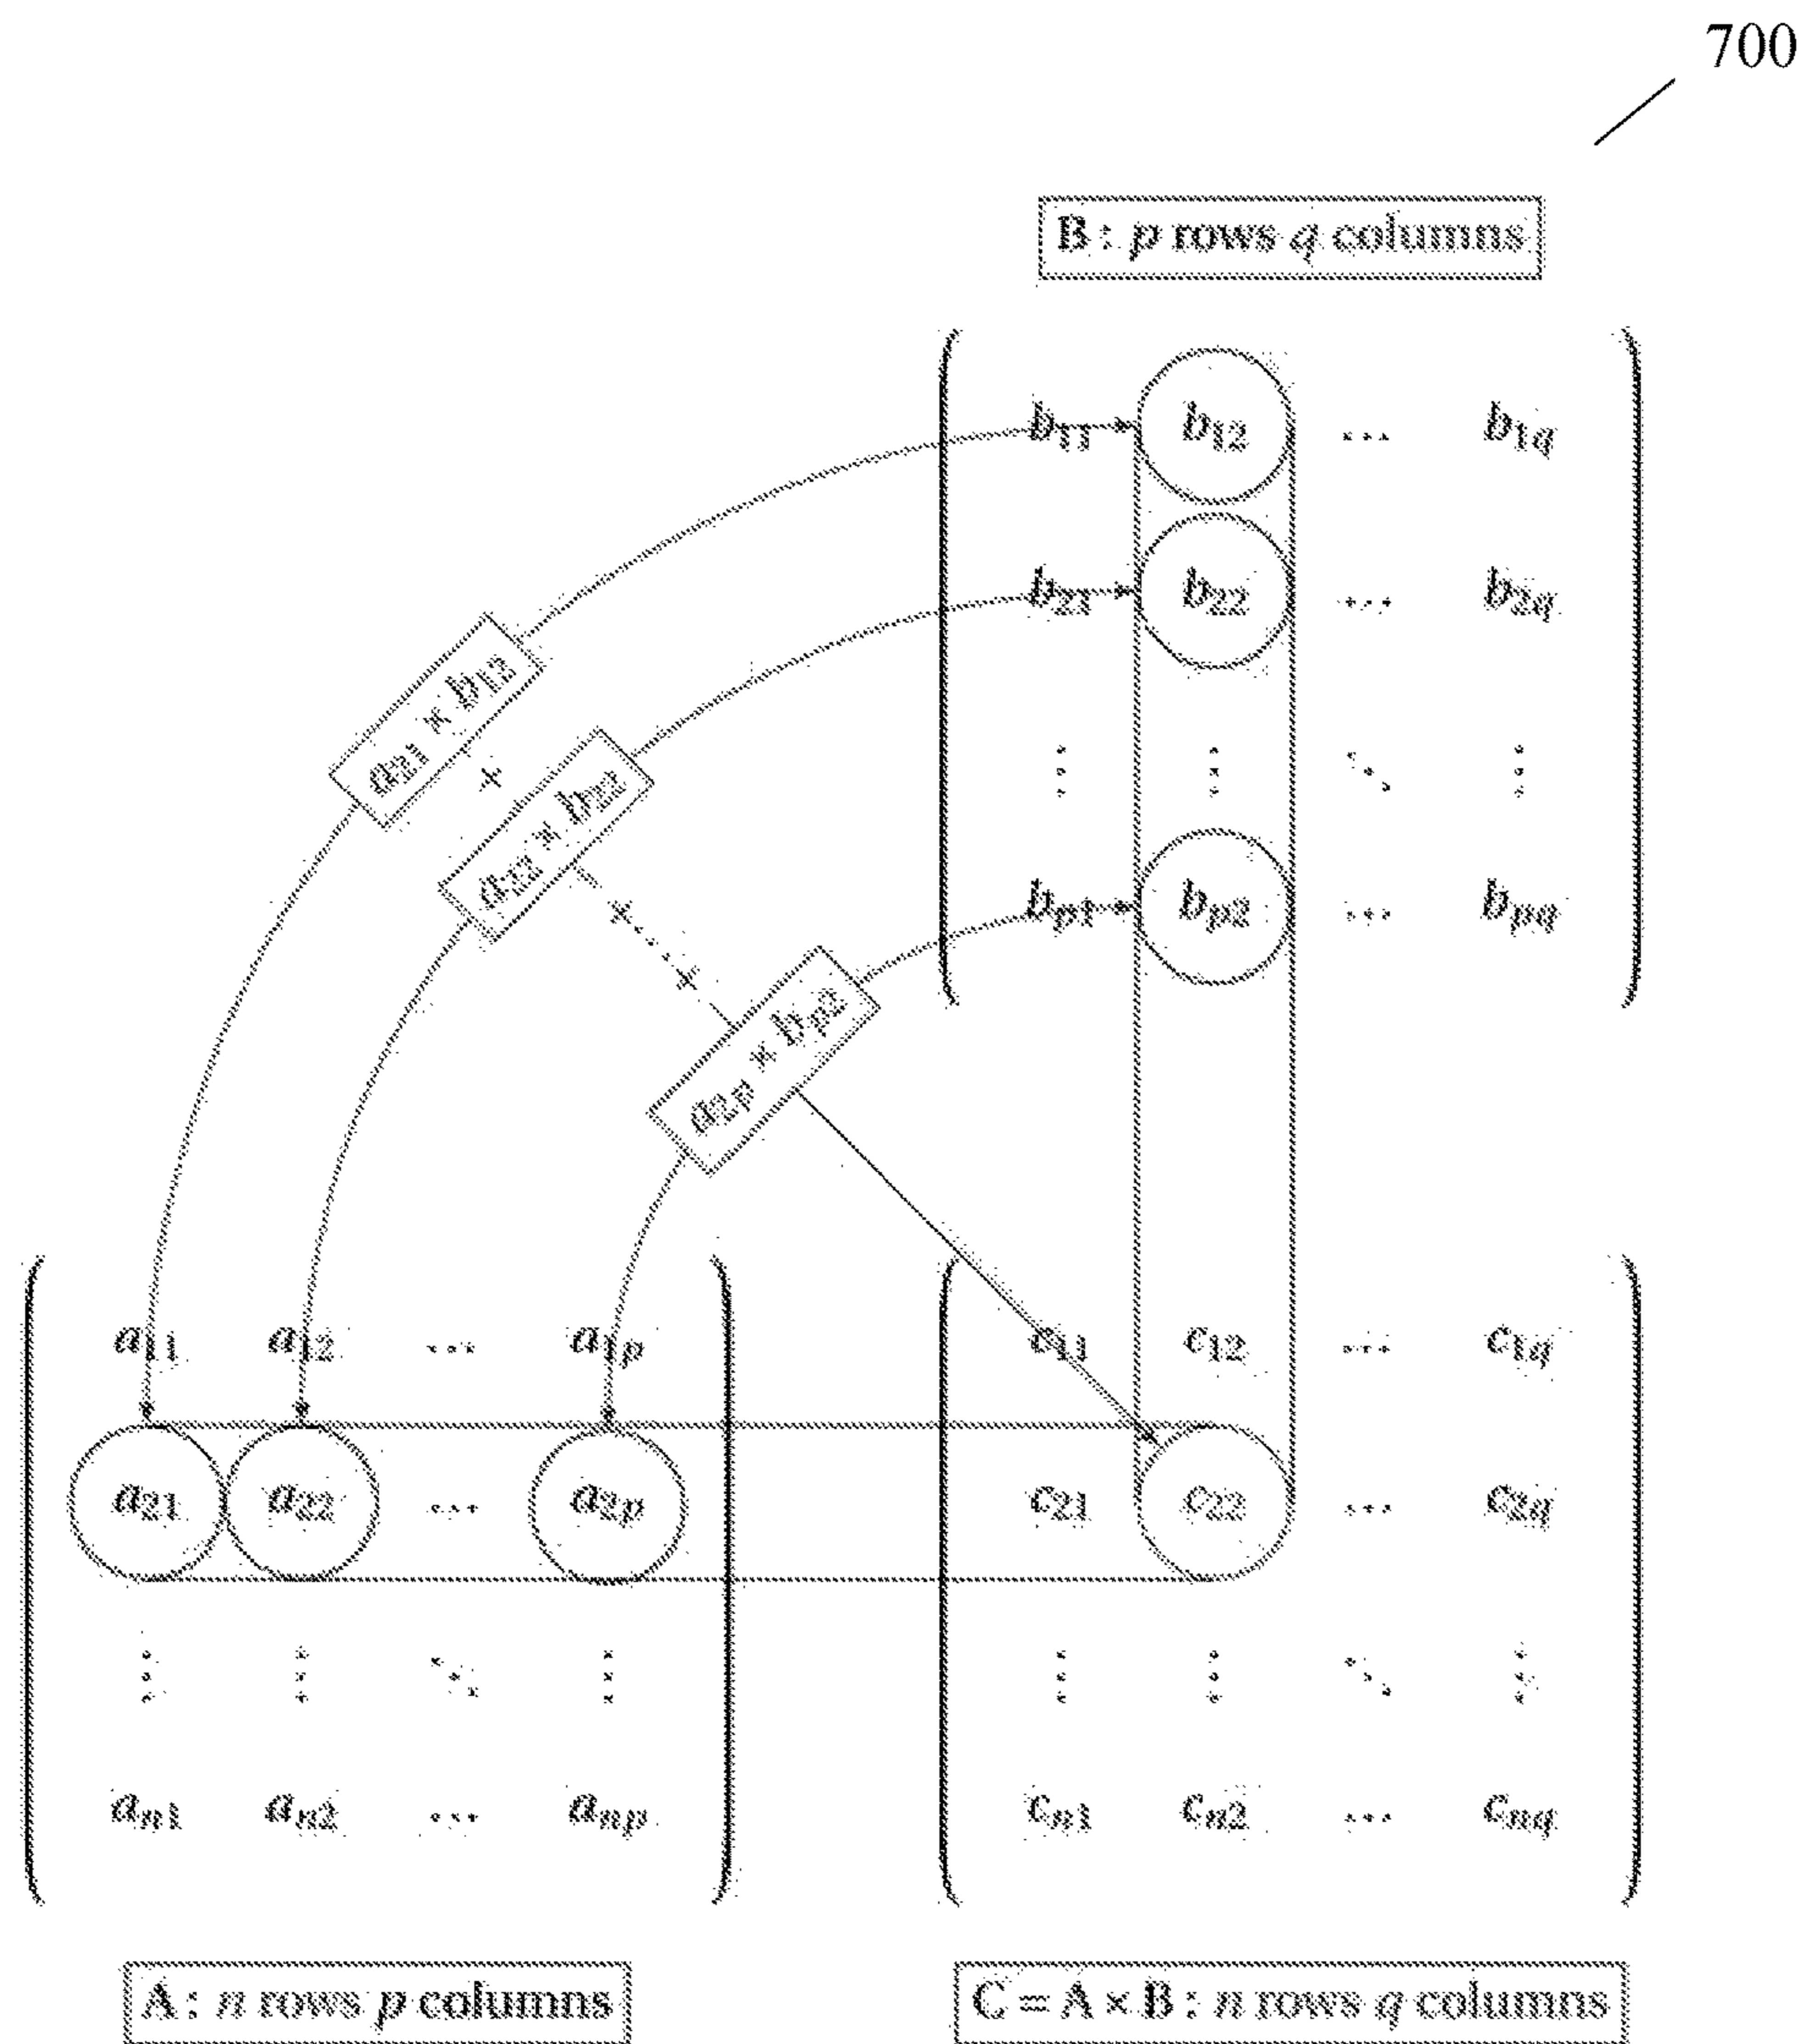 700
B : p rows q columns
b11 b12 ... b1q
b21 b22 ... b2q
⋮ ⋮ ⋱ ⋮
bp1 bp2 ... bpq
a21 × b12
+
a22 × b22
+
+
a2p × bp2
a11 a12 ... a1p
a21 a22 ... a2p
⋮ ⋮ ⋱ ⋮
an1 an2 ... anp
c11 c12 ... c1q
c21 c22 ... c2q
⋮ ⋮ ⋱ ⋮
cn1 cn2 ... cnq
A : n rows p columns
C = A × B : n rows q columns